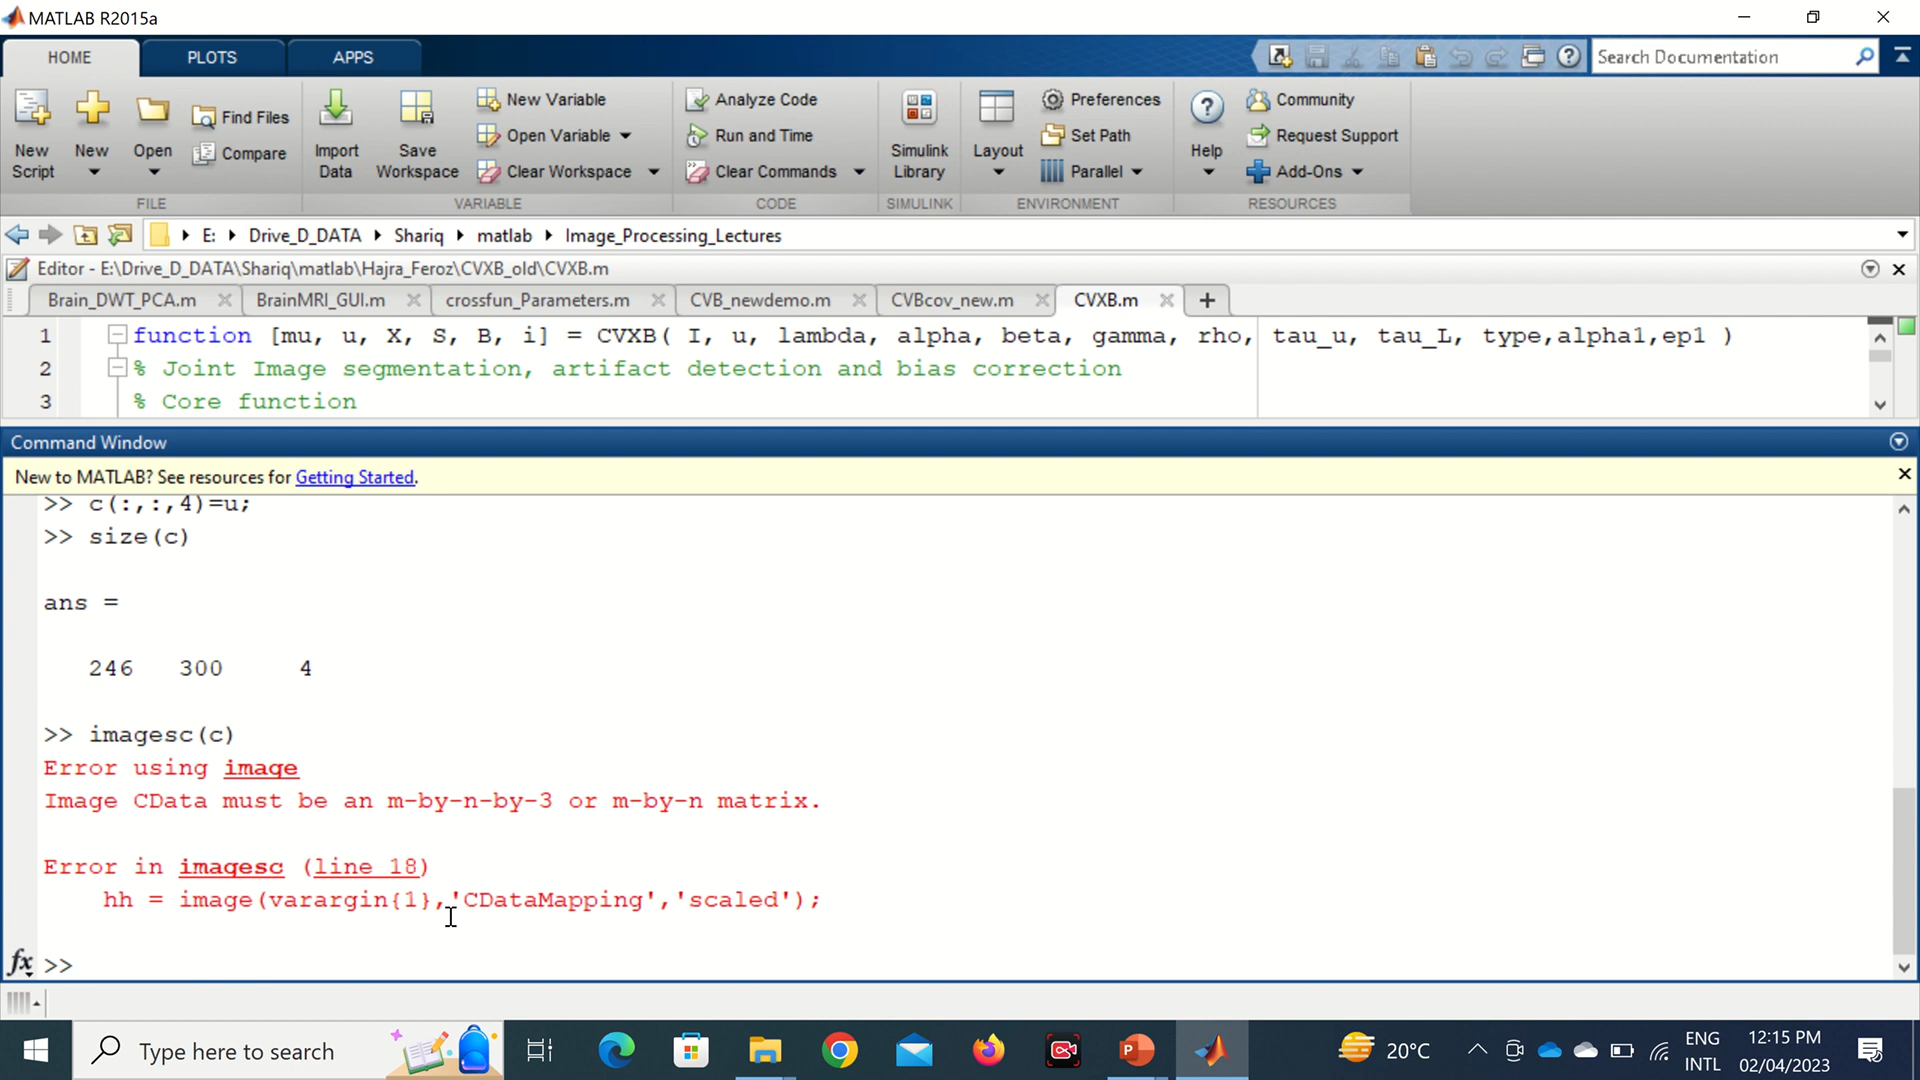 MATLAB R2015a
HOME PLOTS APPS
Search Documentation
New Script
New
Open
Find Files
Compare
FILE
Import Data
Save Workspace
New Variable
Open Variable
Clear Workspace
VARIABLE
Analyze Code
Run and Time
Clear Commands
CODE
Simulink Library
SIMULINK
Layout
Preferences
Set Path
Parallel
ENVIRONMENT
Help
Community
Request Support
Add-Ons
RESOURCES
E: Drive_D_DATA Shariq matlab Image_Processing_Lectures
Editor - E:\Drive_D_DATA\Shariq\matlab\Hajra_Feroz\CVXB_old\CVXB.m
Brain_DWT_PCA.m BrainMRI_GUI.m crossfun_Parameters.m CVB_newdemo.m CVBcov_new.m CVXB.m
1 function [mu, u, X, S, B, i] = CVXB( I, u, lambda, alpha, beta, gamma, rho, tau_u, tau_L, type,alpha1,ep1 )
2 % Joint Image segmentation, artifact detection and bias correction
3 % Core function
Command Window
New to MATLAB? See resources for Getting Started.
>> c(:,:,4)=u;
>> size(c)
ans =
246 300 4
>> imagesc(c)
Error using image
Image CData must be an m-by-n-by-3 or m-by-n matrix.
Error in imagesc (line 18)
hh = image(varargin{1},'CDataMapping','scaled');
fx >>
Type here to search
20°C
ENG
INTL
12:15 PM
02/04/2023